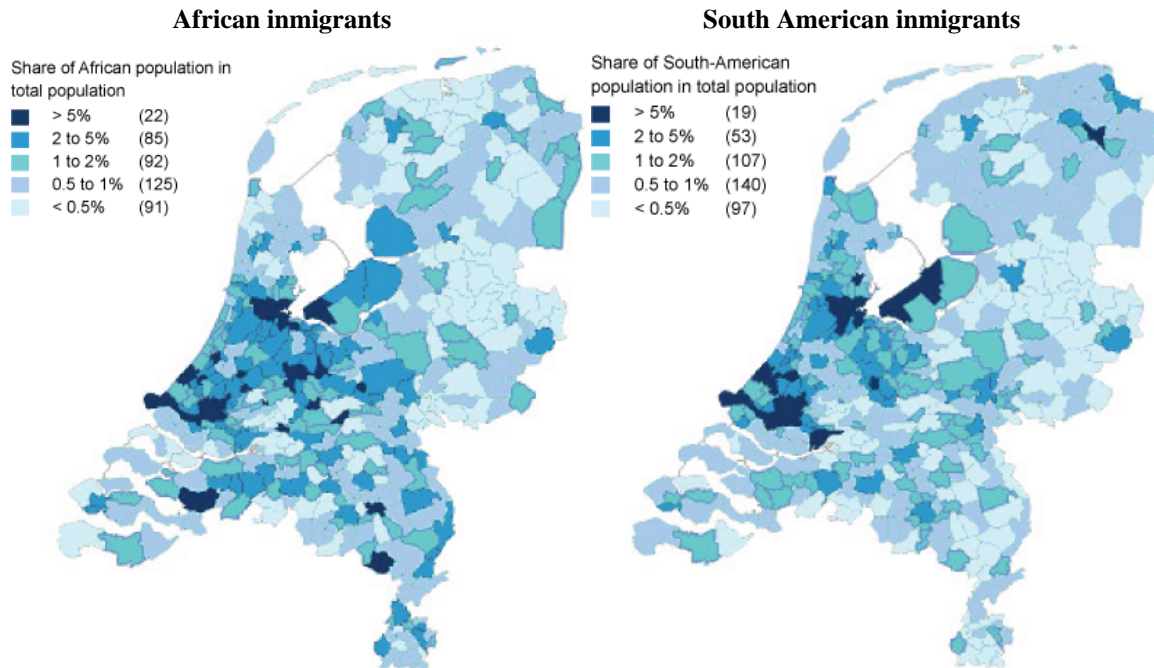 African inmigrants
South American inmigrants
Share of African population in
total population
> 5% (22)
2 to 5% (85)
1 to 2% (92)
0.5 to 1% (125)
< 0.5% (91)
Share of South-American
population in total population
> 5% (19)
2 to 5% (53)
1 to 2% (107)
0.5 to 1% (140)
< 0.5% (97)